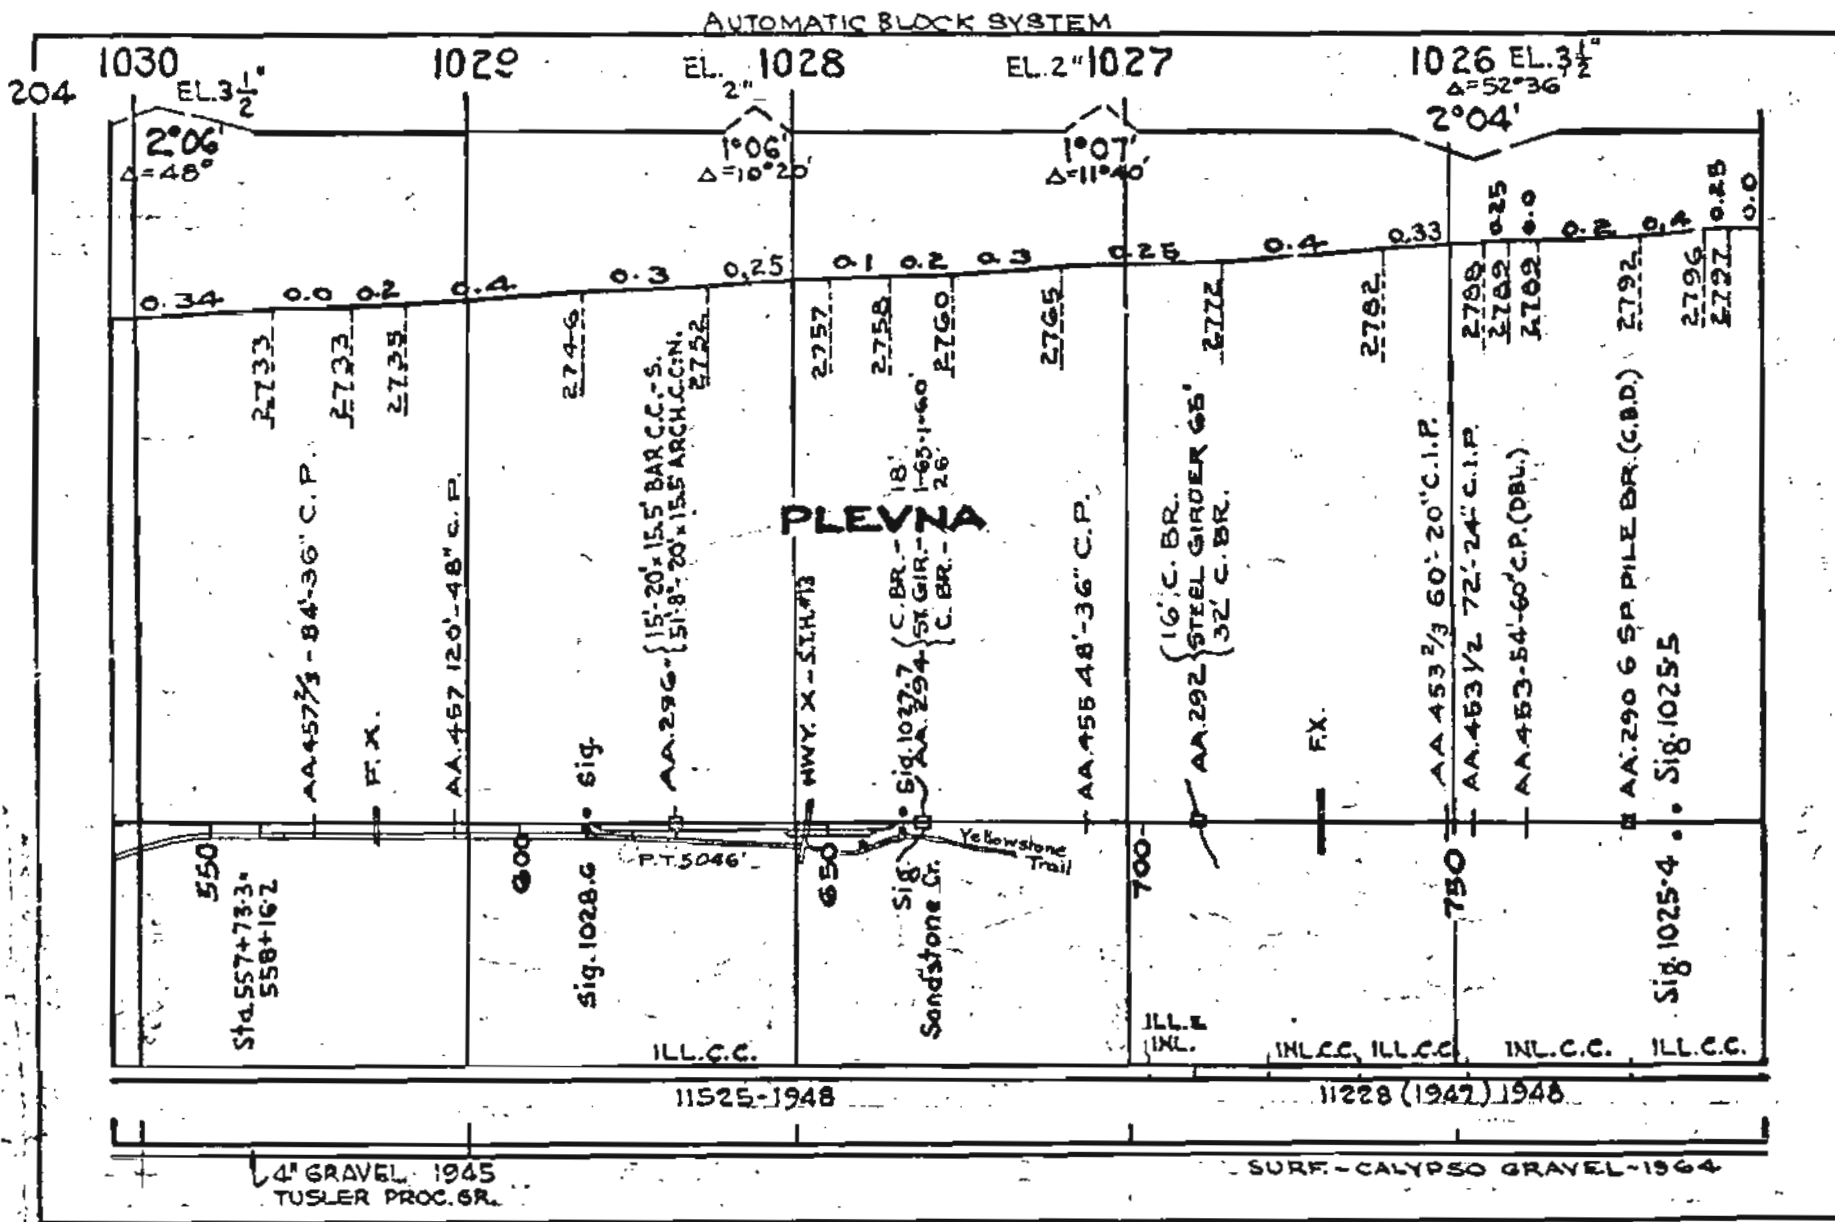 AUTOMATIC BLOCK SYSTEM
204
1030
1029
EL. 2"
1028
EL. 2"
1027
1026
EL. 3½"
EL. 3½"
2°06'
Δ=48°
1°06'
Δ=10°20'
1°07'
Δ=11°40'
Δ=52°36'
2°04'
0.34
0.0
0.2
0.4
0.3
0.25
0.1
0.2
0.3
0.25
0.4
0.33
0.25
0.0
0.2
0.4
0.25
0.0
2733
2733
2735
2746
2752
2757
2758
2760
2765
2772
2782
2788
2789
2789
2792
2796
2797
AA457⅔-84'-36" C.P.
F.X.
AA.457 120'-48" C.P.
Sig.
AA.296-{15'-20'x15.5' BAR C.C.-S.
{51.8'-20'x15.5' ARCH.C.C.N.
PLEVNA
HWY. X-S.I.H.#13
Sig.1027.7
AA.294
{C.BR.-18'
ST.GIR.-1-65-1-60'
{C. BR.-26'
AA.455 48'-36" C.P.
AA.292
{16' C. BR.
{STEEL GIRDER 65'
{32' C. BR.
F.X.
AA 453 2/3 60'-20" C.I.P.
AA.453 1/2 72'-24" C.I.P.
AA453-54'-60" C.P.(DBL.)
AA.290 6 SP. PILE BR.(C.B.D.)
Sig.1025.5
550
Sta.557+73.3=
558+16.2
600
Sig.1028.6
P.T. 5046'
650
Sig.
Sandstone Cr.
Yellowstone
Trail
700
750
Sig.1025.4
ILL.C.C.
ILL.&
INL.
INL.C.C.
ILL.C.C.
INL.C.C.
ILL.C.C.
11525-1948
11228 (1947) 1948
4" GRAVEL 1945
TUSLER PROC. GR.
SURF.-CALYPSO GRAVEL-1964